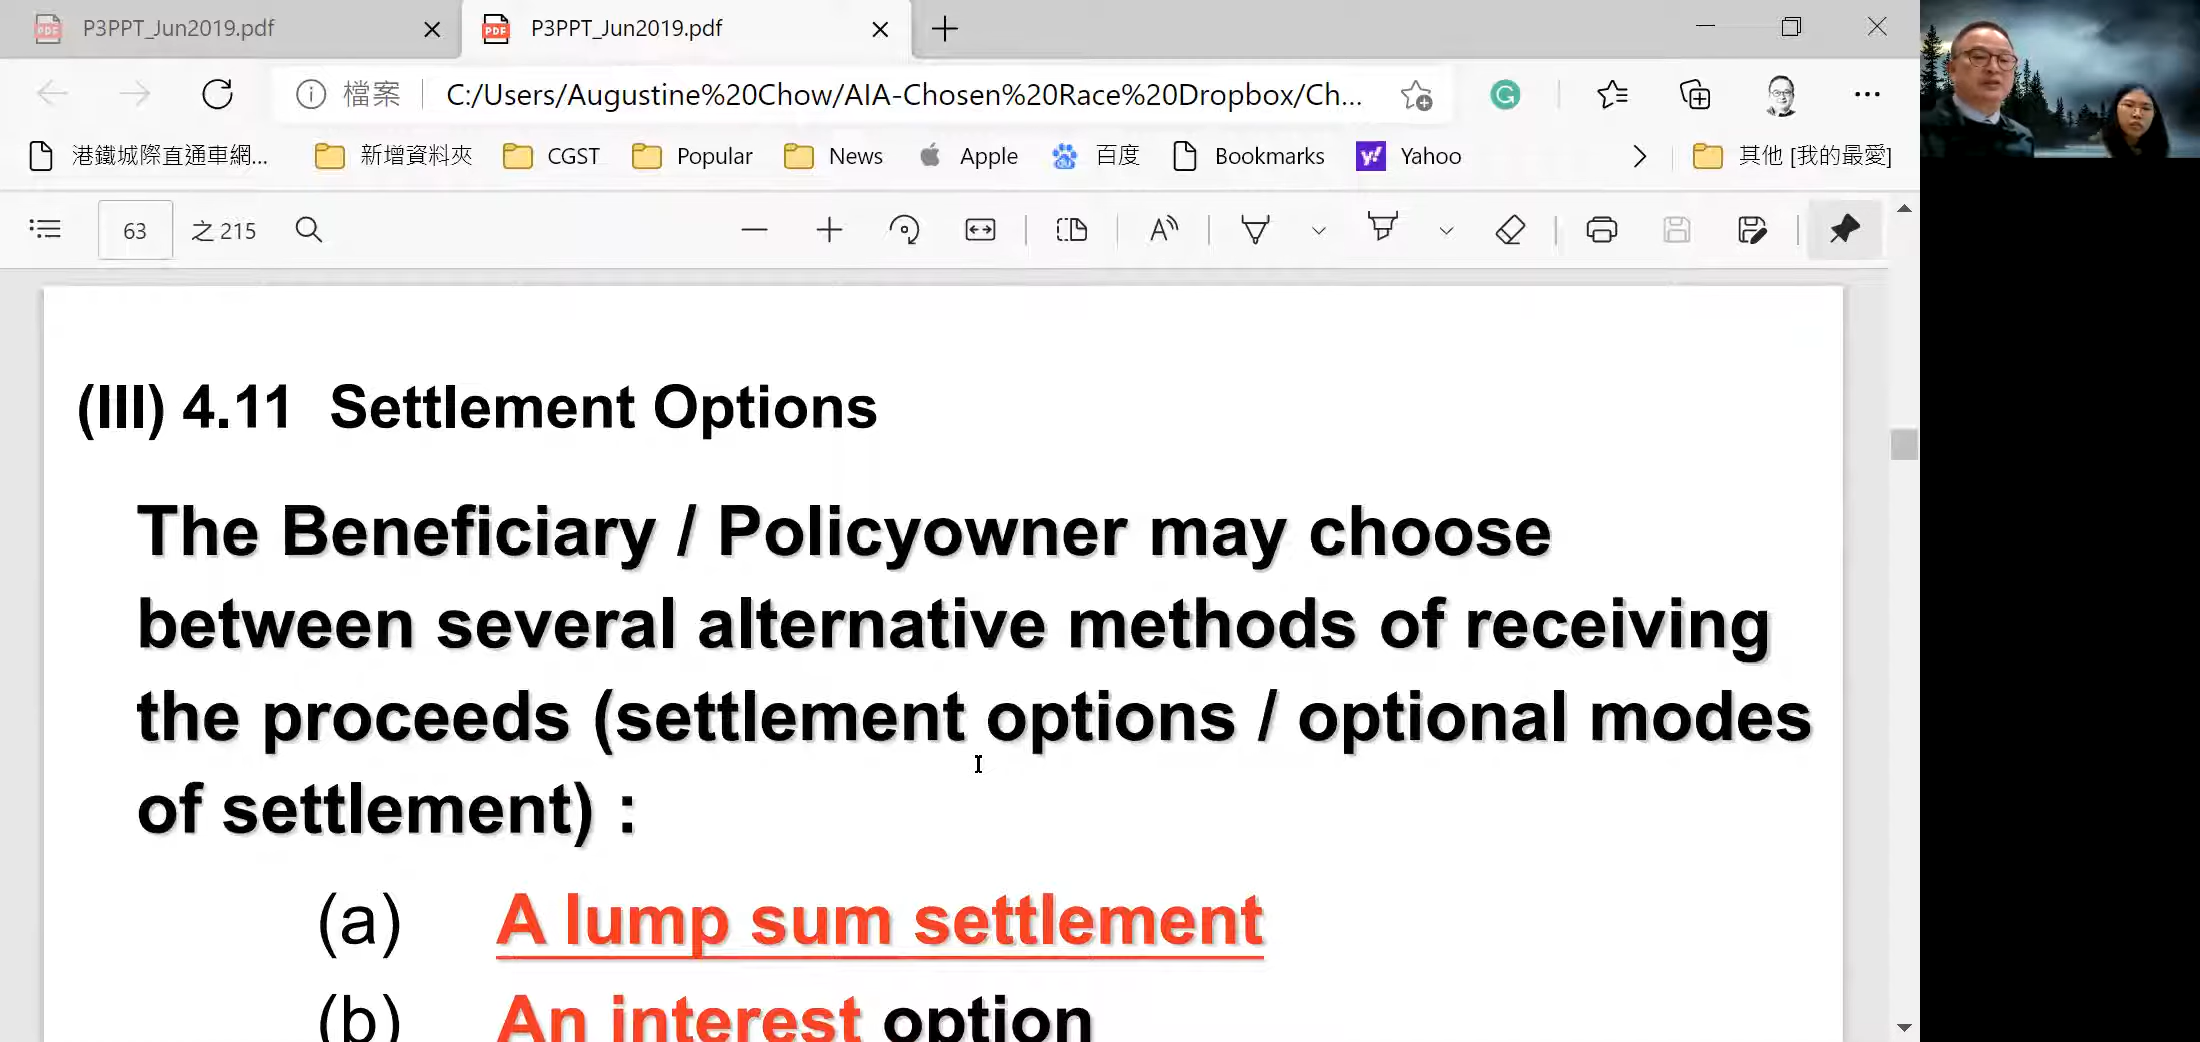 P3PPT_Jun2019.pdf
P3PPT_Jun2019.pdf
檔案
C:/Users/Augustine%20Chow/AIA-Chosen%20Race%20Dropbox/Ch...
港鐵城際直通車網...
新增資料夾
CGST
Popular
News
Apple
百度
Bookmarks
Yahoo
其他 [我的最愛]
63
之 215
(III) 4.11 Settlement Options
The Beneficiary / Policyowner may choose
between several alternative methods of receiving
the proceeds (settlement options / optional modes
of settlement) :
(a) A lump sum settlement
(b) An interest option